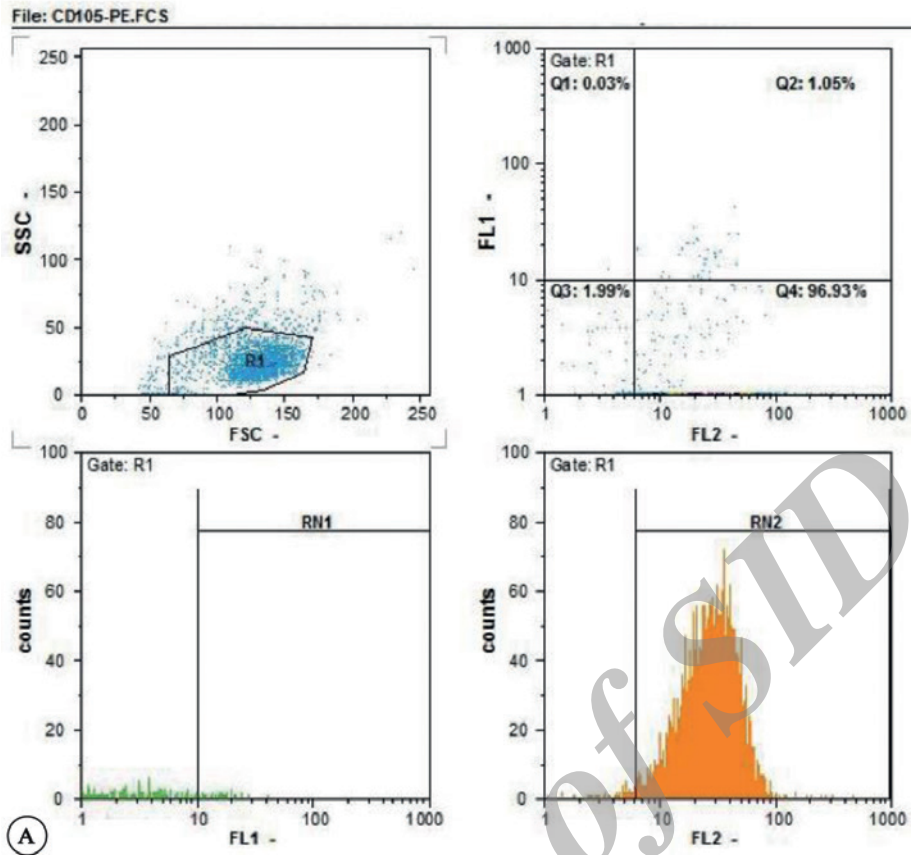 File: CD105-PE.FCS
250
200
150
100
50
0
SSC -
R1
0 50 100 150 200 250
FSC -
Gate: R1
Q1: 0.03% Q2: 1.05%
Q3: 1.99% Q4: 96.93%
1000
100
10
1
FL1 -
1 10 100 1000
FL2 -
Gate: R1
RN1
100
80
60
40
20
0
counts
1 10 100 1000
FL1 -
Gate: R1
RN2
100
80
60
40
20
0
counts
1 10 100 1000
FL2 -
A
of SID